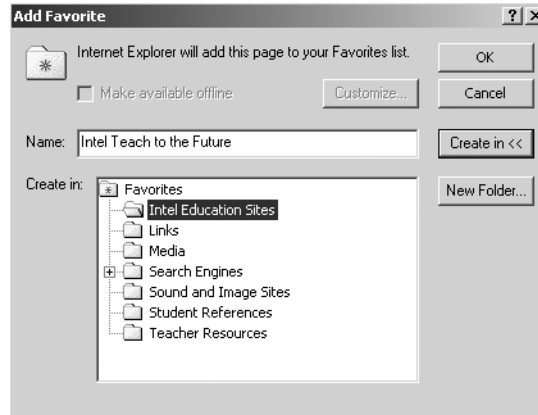 Add Favorite
Internet Explorer will add this page to your Favorites list.
OK
Make available offline
Customize...
Cancel
Name: Intel Teach to the Future
Create in <<
Create in:
Favorites
New Folder...
Intel Education Sites
Links
Media
Search Engines
Sound and Image Sites
Student References
Teacher Resources